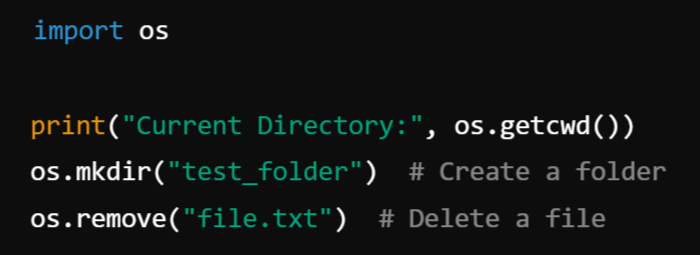 import os
print("Current Directory:", os.getcwd())
os.mkdir("test_folder")  # Create a folder
os.remove("file.txt")  # Delete a file